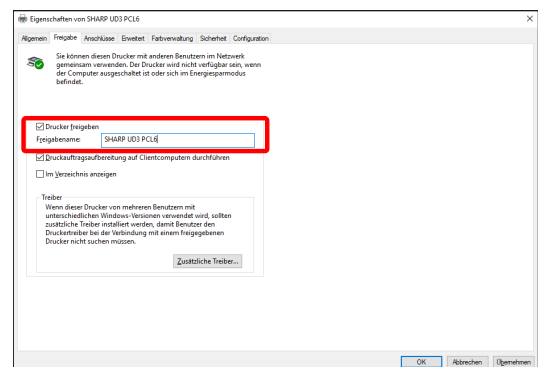 Eigenschaften von SHARP UD3 PCL6
Allgemein Freigabe Anschlüsse Erweitert Farbverwaltung Sicherheit Configuration
Sie können diesen Drucker mit anderen Benutzern im Netzwerk
gemeinsam verwenden. Der Drucker wird nicht verfügbar sein, wenn
der Computer ausgeschaltet ist oder sich im Energiesparmodus
befindet.
Drucker freigeben
Freigabename: SHARP UD3 PCL6
Druckauftragsaufbereitung auf Clientcomputern durchführen
Im Verzeichnis anzeigen
Treiber
Wenn dieser Drucker von mehreren Benutzern mit
unterschiedlichen Windows-Versionen verwendet wird, sollten
zusätzliche Treiber installiert werden, damit Benutzer den
Druckertreiber bei der Verbindung mit einem freigegebenen
Drucker nicht suchen müssen.
Zusätzliche Treiber...
OK Abbrechen Übernehmen